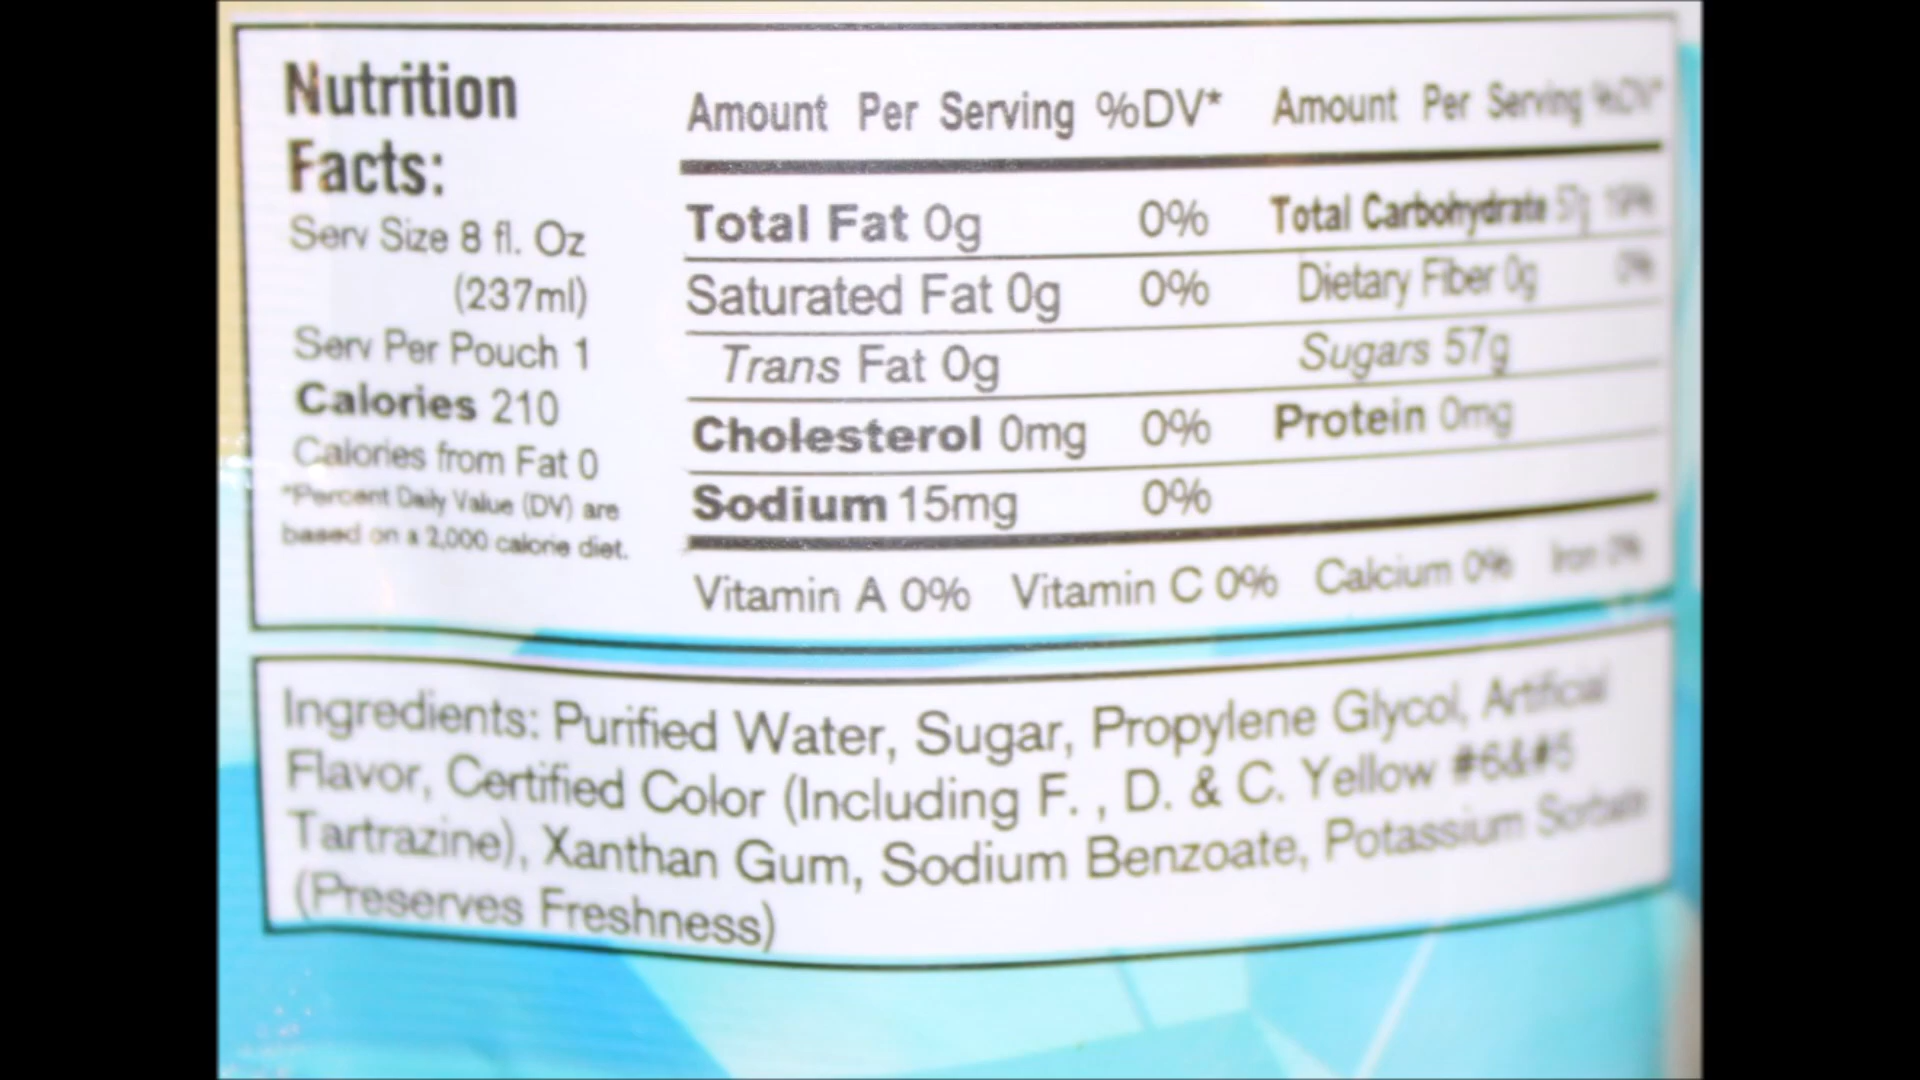 Nutrition
Facts:
Serv Size 8 fl. Oz
(237ml)
Serv Per Pouch 1
Calories 210
Calories from Fat 0
*Percent Daily Value (DV) are
based on a 2,000 calorie diet.
Amount Per Serving %DV*
Total Fat 0g 0%
Saturated Fat 0g 0%
Trans Fat 0g
Cholesterol 0mg 0%
Sodium 15mg 0%
Amount Per Serving %DV*
Total Carbohydrate 57g 19%
Dietary Fiber 0g 0%
Sugars 57g
Protein 0mg
Vitamin A 0% Vitamin C 0% Calcium 0% Iron 0%
Ingredients: Purified Water, Sugar, Propylene Glycol, Artificial
Flavor, Certified Color (Including F. , D. & C. Yellow #6&#5
Tartrazine), Xanthan Gum, Sodium Benzoate, Potassium Sorbate
(Preserves Freshness)